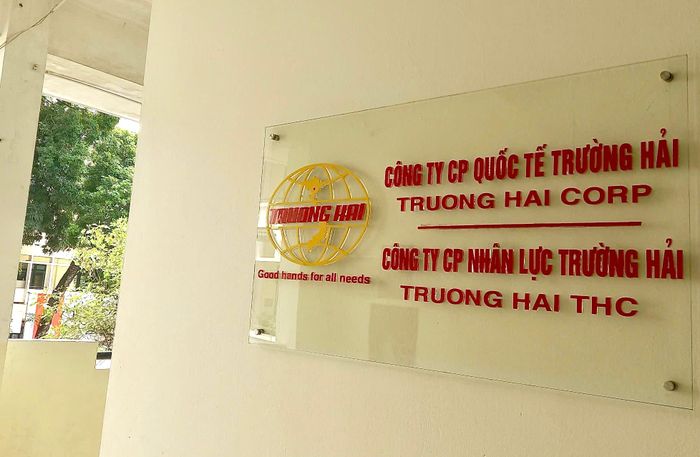 TRUONG HAI
Good hands for all needs
CÔNG TY CP QUỐC TẾ TRƯỜNG HẢI
TRUONG HAI CORP
CÔNG TY CP NHÂN LỰC TRƯỜNG HẢI
TRUONG HAI THC